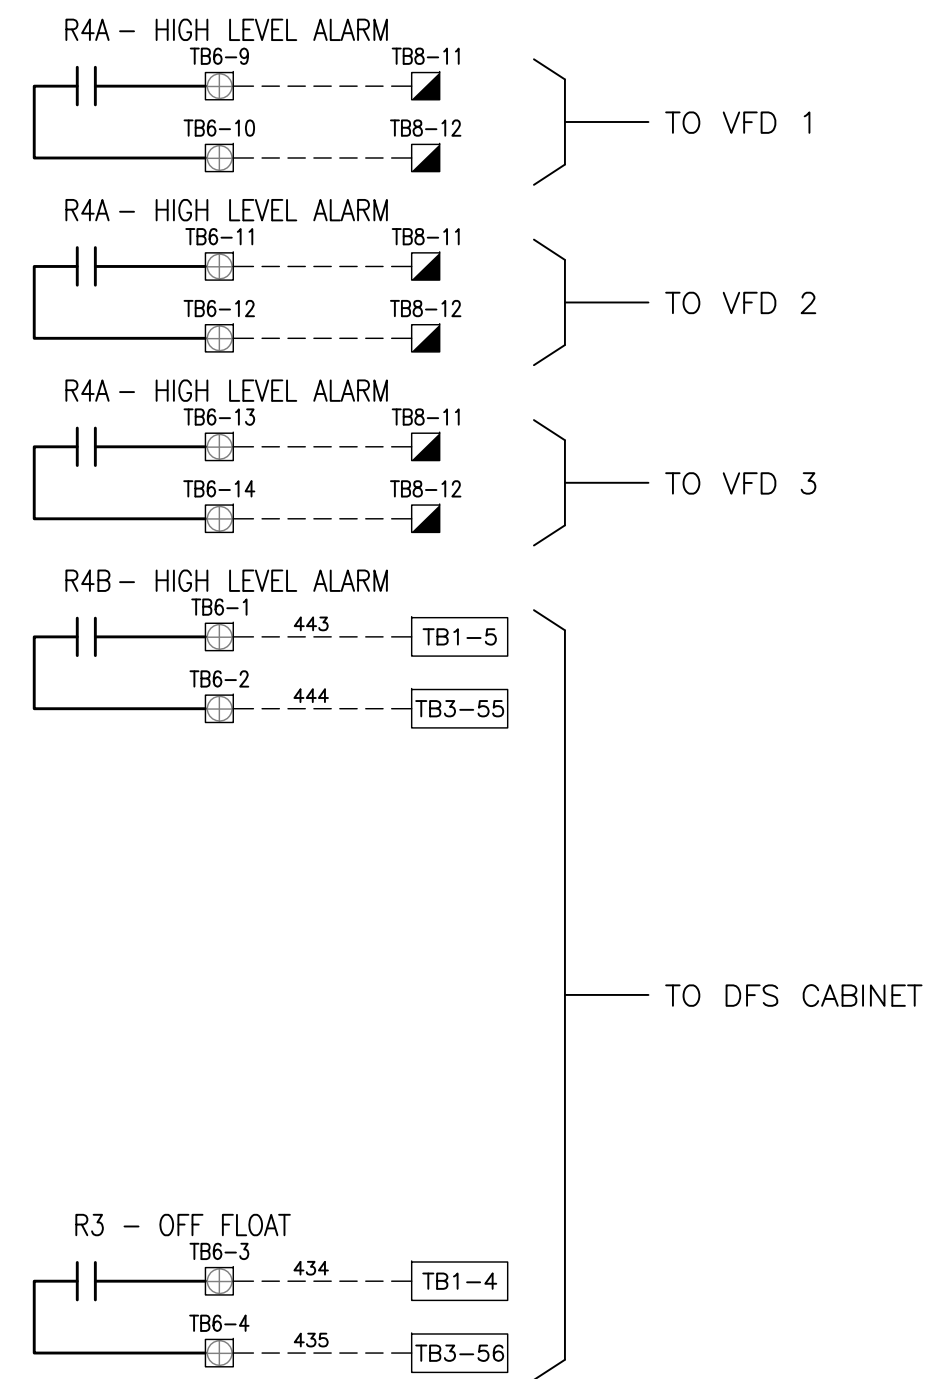 R4A – HIGH LEVEL ALARM
TB6–9 TB8–11
TB6–10 TB8–12
TO VFD 1
R4A – HIGH LEVEL ALARM
TB6–11 TB8–11
TB6–12 TB8–12
TO VFD 2
R4A – HIGH LEVEL ALARM
TB6–13 TB8–11
TB6–14 TB8–12
TO VFD 3
R4B – HIGH LEVEL ALARM
TB6–1 443 TB1–5
TB6–2 444 TB3–55
TO DFS CABINET
R3 – OFF FLOAT
TB6–3 434 TB1–4
TB6–4 435 TB3–56